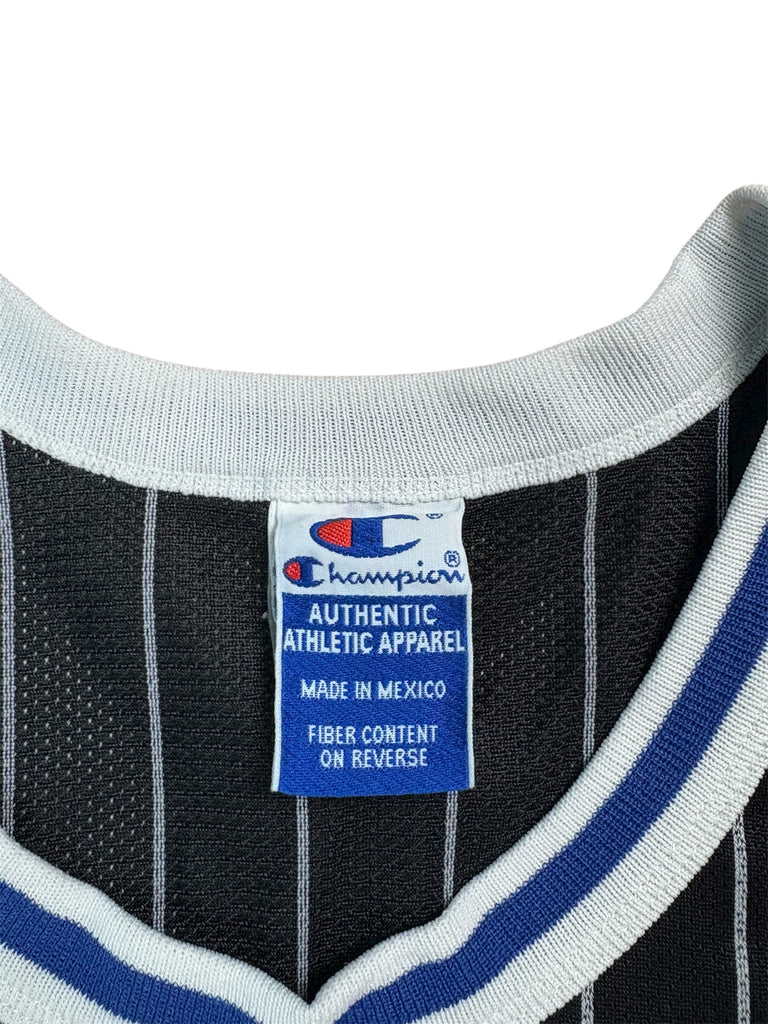 ®
Champion®
AUTHENTIC
ATHLETIC APPAREL
MADE IN MEXICO
FIBER CONTENT
ON REVERSE